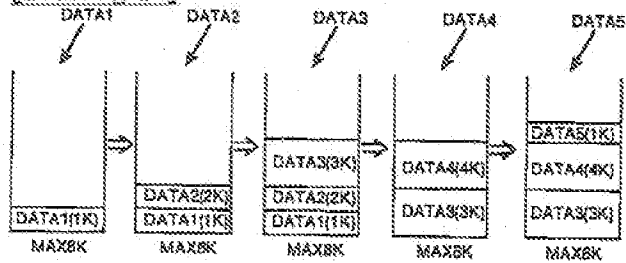 DATA1 DATA2 DATA3 DATA4 DATA5
DATA5(1K)
DATA3(3K) DATA4(4K) DATA4(4K)
DATA2(2K) DATA2(2K)
DATA1(1K) DATA1(1K) DATA1(1K) DATA3(3K) DATA3(3K)
MAX8K MAX8K MAX8K MAX8K MAX8K